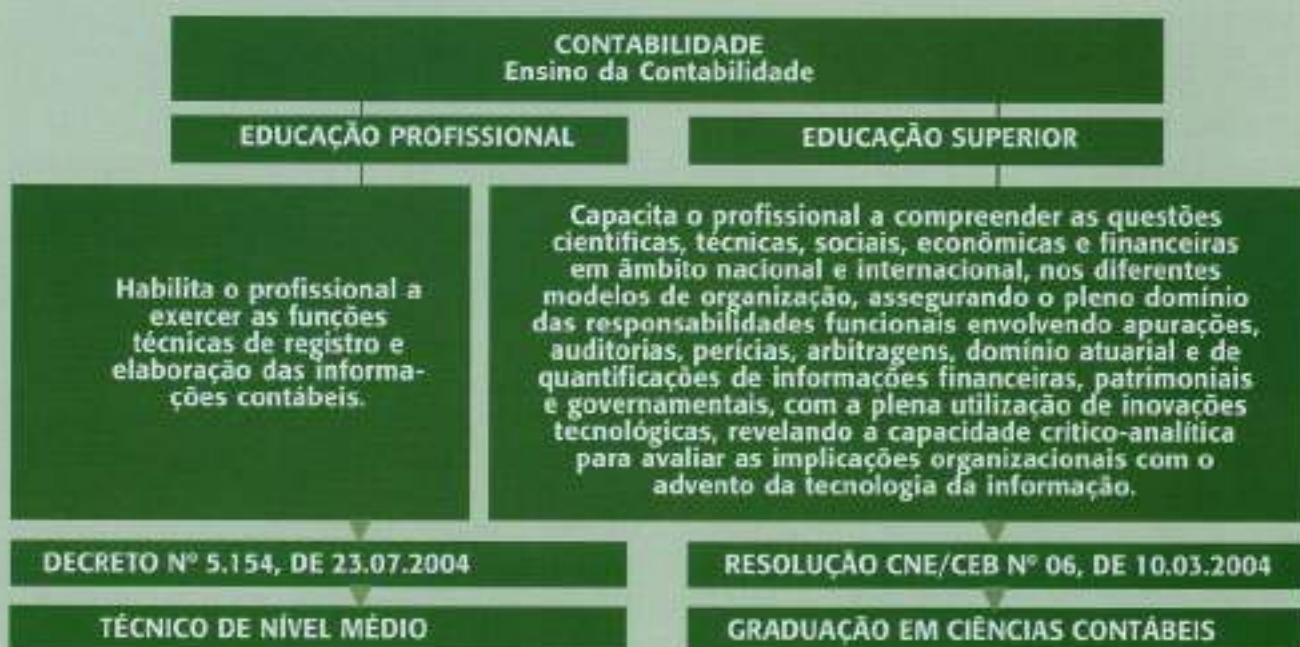 CONTABILIDADE
Ensino da Contabilidade
EDUCAÇÃO PROFISSIONAL
EDUCAÇÃO SUPERIOR
Habilita o profissional a
exercer as funções
técnicas de registro e
elaboração das informa-
ções contábeis.
Capacita o profissional a compreender as questões
científicas, técnicas, sociais, econômicas e financeiras
em âmbito nacional e internacional, nos diferentes
modelos de organização, assegurando o pleno domínio
das responsabilidades funcionais envolvendo apurações,
auditorias, perícias, arbitragens, domínio atuarial e de
quantificações de informações financeiras, patrimoniais
e governamentais, com a plena utilização de inovações
tecnológicas, revelando a capacidade crítico-analítica
para avaliar as implicações organizacionais com o
advento da tecnologia da informação.
DECRETO Nº 5.154, DE 23.07.2004
RESOLUÇÃO CNE/CEB Nº 06, DE 10.03.2004
TÉCNICO DE NÍVEL MÉDIO
GRADUAÇÃO EM CIÊNCIAS CONTÁBEIS